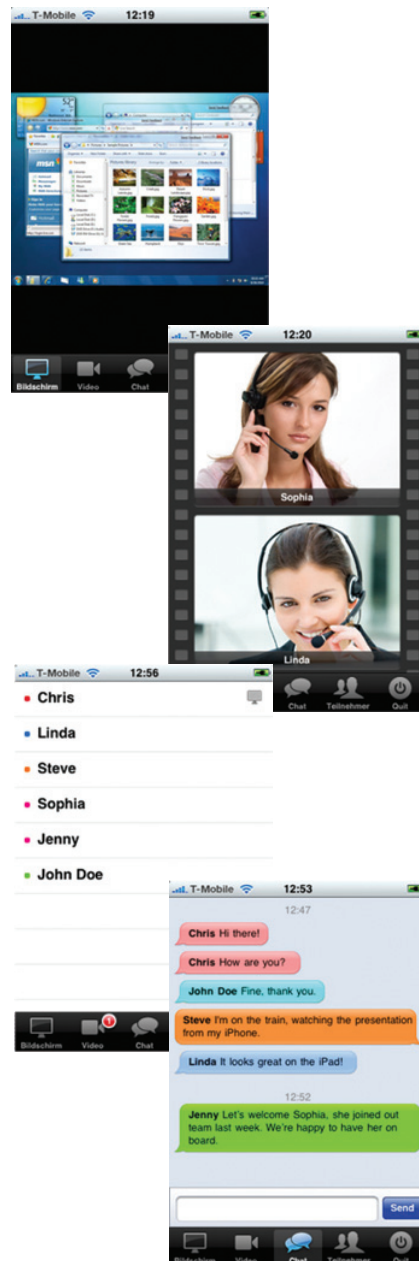 T-Mobile 12:19
Pictures library
Bildschirm Video Chat
T-Mobile 12:20
Sophia
Linda
Chat Teilnehmer Quit
T-Mobile 12:56
Chris
Linda
Steve
Sophia
Jenny
John Doe
1
Bildschirm Video Chat
T-Mobile 12:53
12:47
Chris Hi there!
Chris How are you?
John Doe Fine, thank you.
Steve I'm on the train, watching the presentation
from my iPhone.
Linda It looks great on the iPad!
12:52
Jenny Let's welcome Sophia, she joined out
team last week. We're happy to have her on
board.
Send
Bildschirm Video Chat Teilnehmer Quit